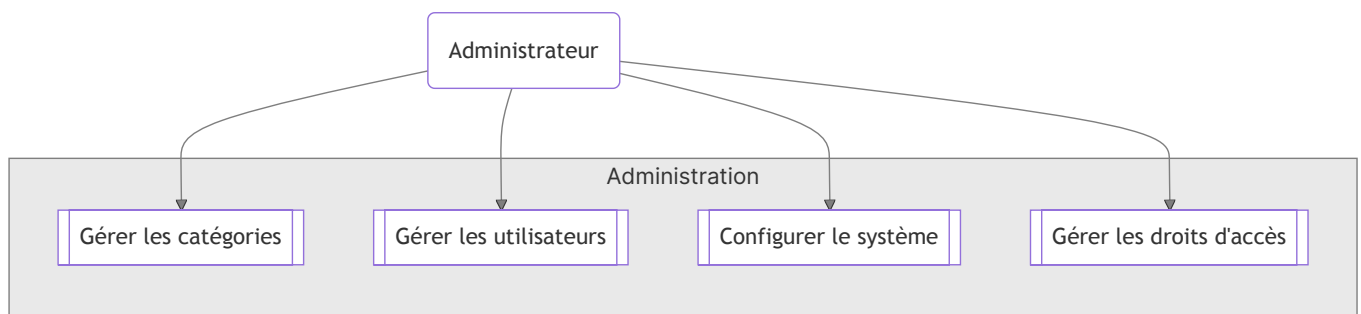 Administrateur
Administration
Gérer les catégories
Gérer les utilisateurs
Configurer le système
Gérer les droits d'accès